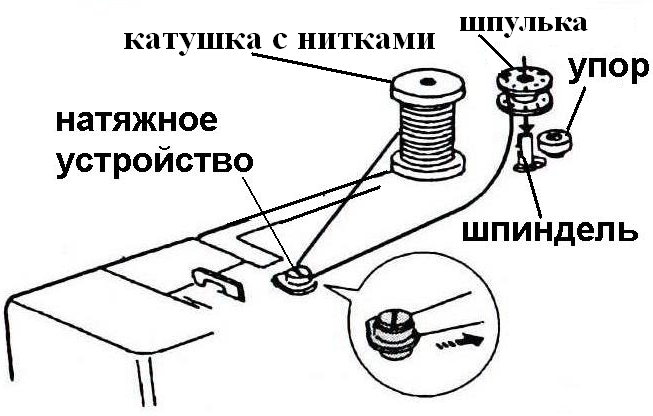 катушка с нитками
шпулька
упор
натяжное
устройство
шпиндель